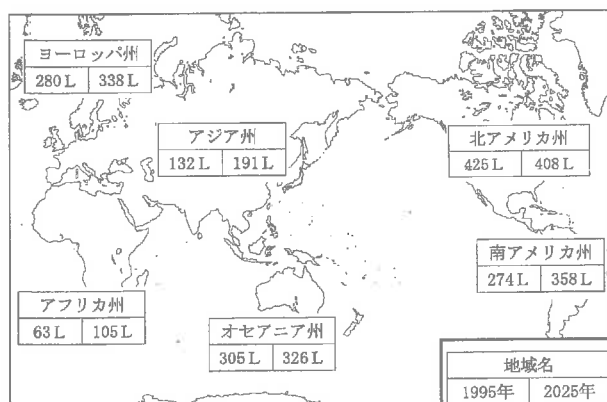 ヨーロッパ州
280L 338L
アジア州
132L 191L
北アメリカ州
425L 408L
南アメリカ州
274L 358L
アフリカ州
63L 105L
オセアニア州
305L 326L
地域名
1995年 2025年